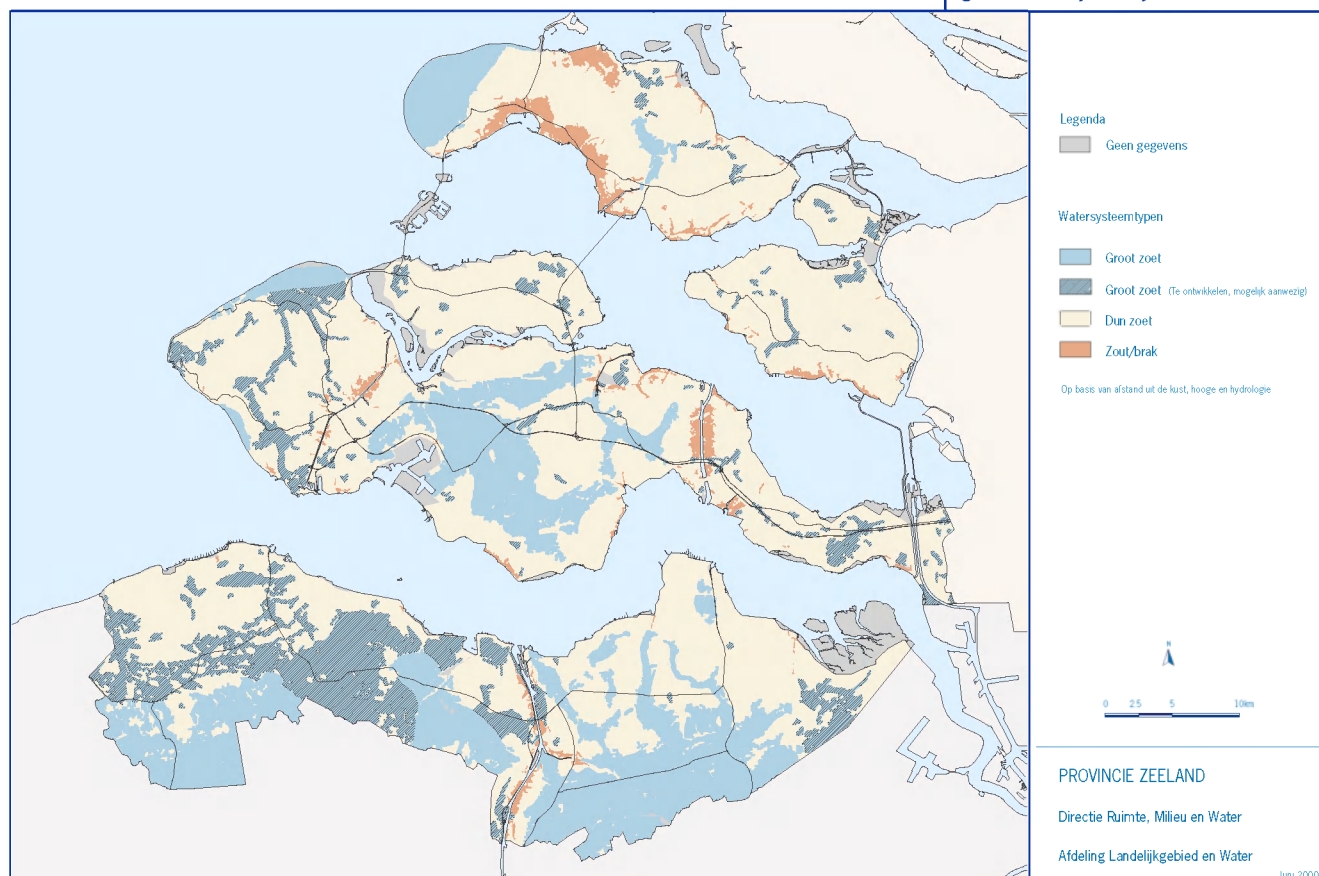 Legenda
Geen gegevens
Watersysteemtypen
Groot zoet
Groot zoet (Te ontwikkelen, mogelijk aanwezig)
Dun zoet
Zout/brak
Op basis van afstand uit de kust, hooge en hydrologie
N
0 2.5 5 10km
PROVINCIE ZEELAND
Directie Ruimte, Milieu en Water
Afdeling Landelijkgebied en Water
2000